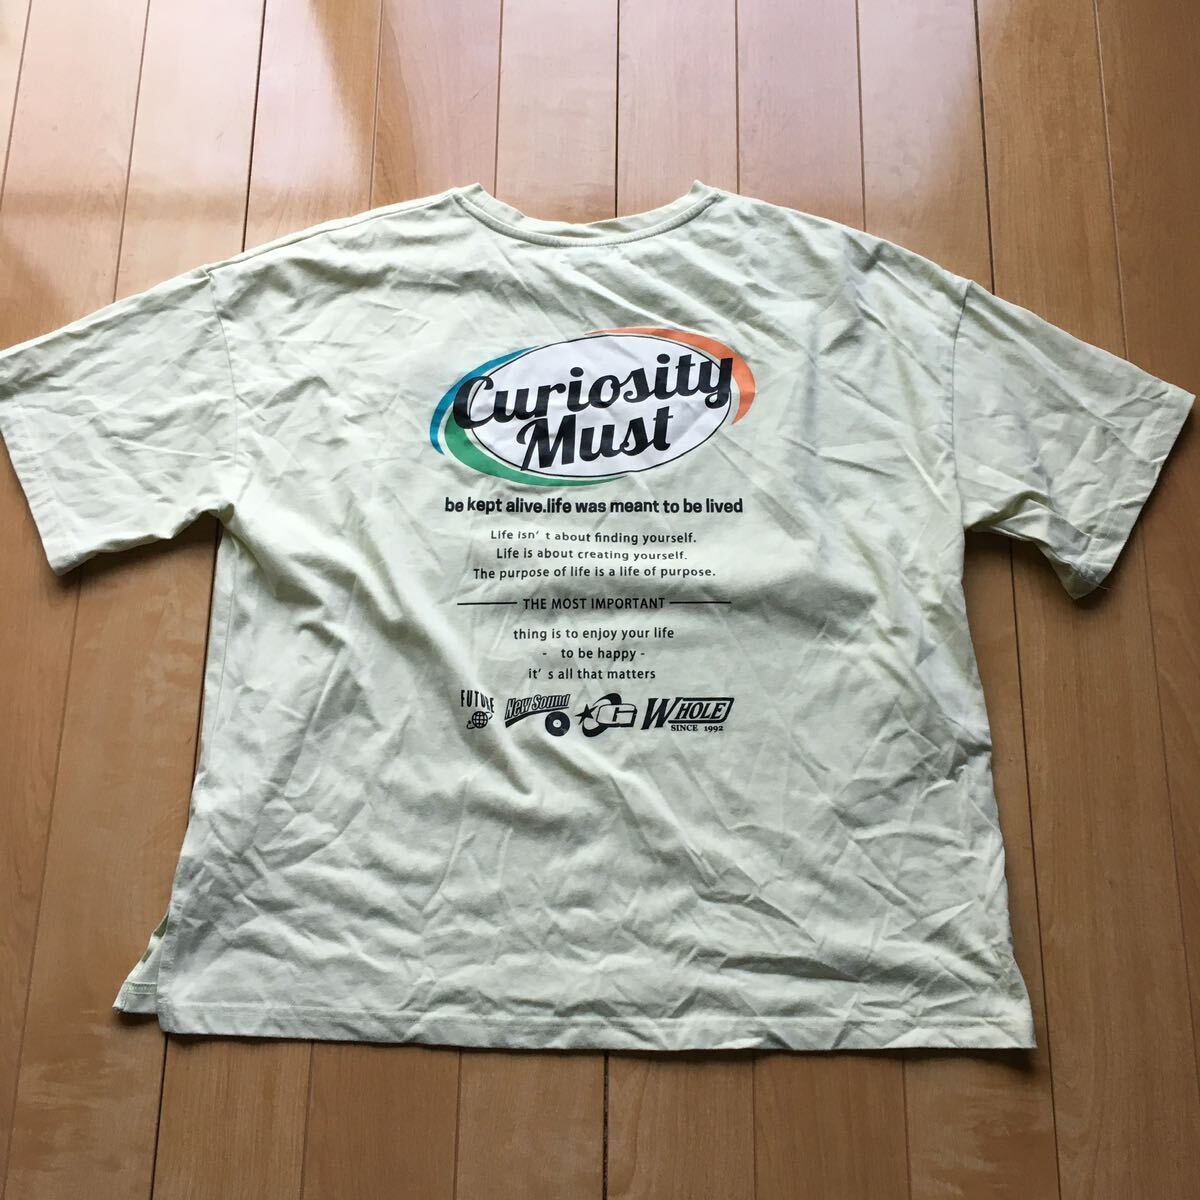 Curiosity
Must
be kept alive.life was meant to be lived
Life isn' t about finding yourself.
Life is about creating yourself.
The purpose of life is a life of purpose.
THE MOST IMPORTANT
thing is to enjoy your life
- to be happy -
it' s all that matters
FUTURE
New Sound
WHOLE
SINCE 1992